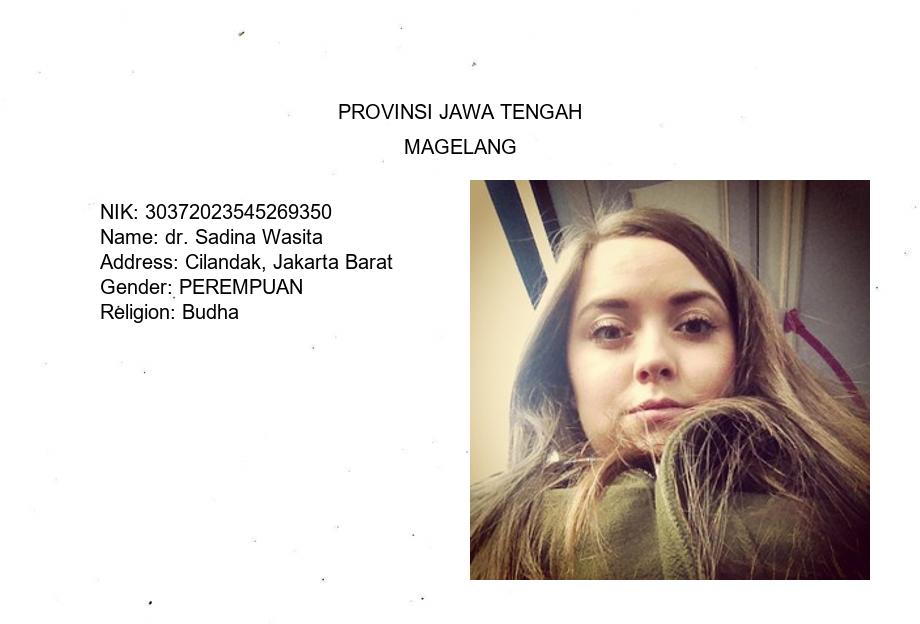 PROVINSI JAWA TENGAH
MAGELANG
NIK: 30372023545269350
Name: dr. Sadina Wasita
Address: Cilandak, Jakarta Barat
Gender: PEREMPUAN
Religion: Budha